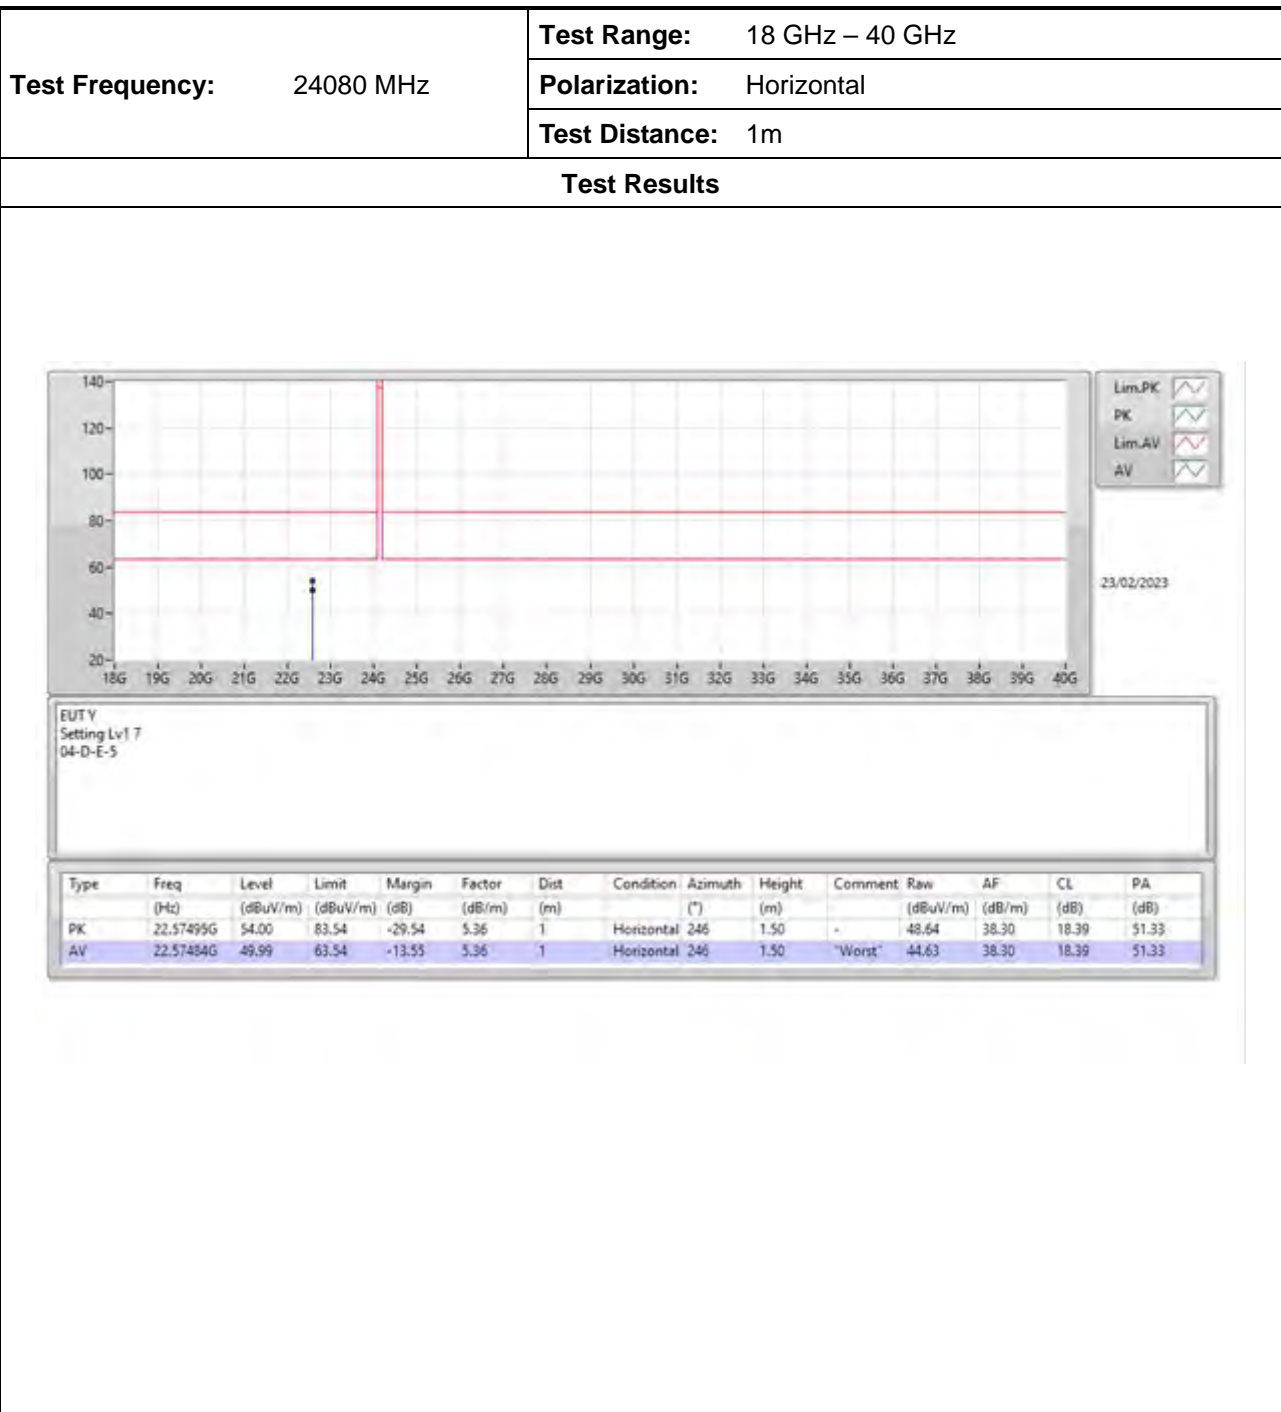 Test Frequency: 24080 MHz
Test Range: 18 GHz – 40 GHz
Polarization: Horizontal
Test Distance: 1m
Test Results
140
120
100
80
60
40
20
18G 19G 20G 21G 22G 23G 24G 25G 26G 27G 28G 29G 30G 31G 32G 33G 34G 35G 36G 37G 38G 39G 40G
Lim.PK
PK
Lim.AV
AV
23/02/2023
EUT Y
Setting Lv1 7
04-D-E-5
Type Freq Level Limit Margin Factor Dist Condition Azimuth Height Comment Raw AF CL PA
(Hz) (dBuV/m) (dBuV/m) (dB) (dB/m) (m) (°) (m) (dBuV/m) (dB/m) (dB) (dB)
PK 22.57495G 54.00 83.54 -29.54 5.36 1 Horizontal 246 1.50 - 48.64 38.30 18.39 51.33
AV 22.57484G 49.99 63.54 -13.55 5.36 1 Horizontal 246 1.50 "Worst" 44.63 38.30 18.39 51.33